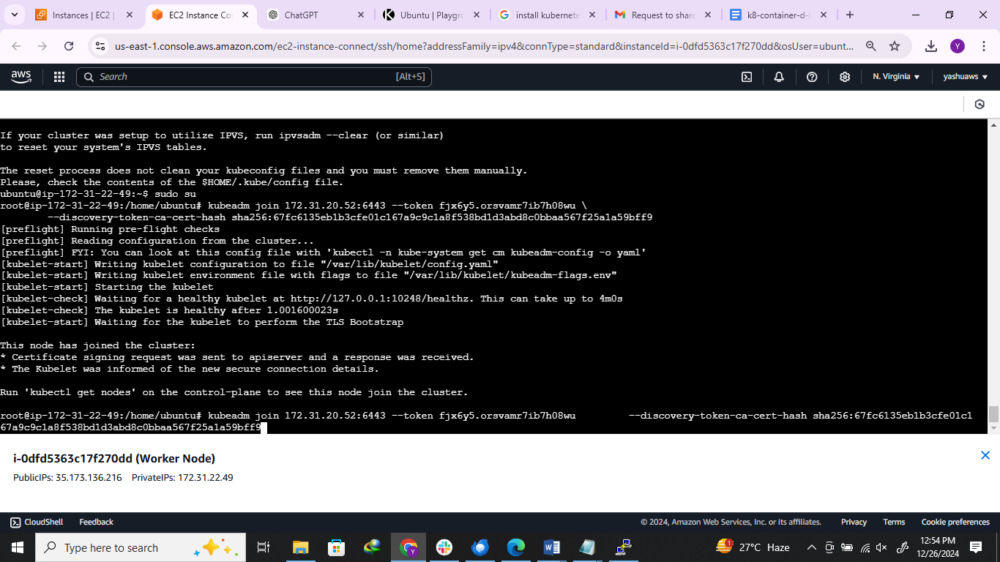 Instances | EC2 |
EC2 Instance Co
ChatGPT
Ubuntu | Playgr
install kubernete
Request to share
k8-container-d-i
us-east-1.console.aws.amazon.com/ec2-instance-connect/ssh/home?addressFamily=ipv4&connType=standard&instanceId=i-0dfd5363c17f270dd&osUser=ubunt...
Y
aws
Search
[Alt+S]
N. Virginia
yashuaws
If your cluster was setup to utilize IPVS, run ipvsadm --clear (or similar)
to reset your system's IPVS tables.
The reset process does not clean your kubeconfig files and you must remove them manually.
Please, check the contents of the $HOME/.kube/config file.
ubuntu@ip-172-31-22-49:~$ sudo su
root@ip-172-31-22-49:/home/ubuntu# kubeadm join 172.31.20.52:6443 --token fjx6y5.orsvamr7ib7h08wu \
--discovery-token-ca-cert-hash sha256:67fc6135eb1b3cfe01c167a9c9c1a8f538bd1d3abd8c0bbaa567f25a1a59bff9
[preflight] Running pre-flight checks
[preflight] Reading configuration from the cluster...
[preflight] FYI: You can look at this config file with 'kubectl -n kube-system get cm kubeadm-config -o yaml'
[kubelet-start] Writing kubelet configuration to file "/var/lib/kubelet/config.yaml"
[kubelet-start] Writing kubelet environment file with flags to file "/var/lib/kubelet/kubeadm-flags.env"
[kubelet-start] Starting the kubelet
[kubelet-check] Waiting for a healthy kubelet at http://127.0.0.1:10248/healthz. This can take up to 4m0s
[kubelet-check] The kubelet is healthy after 1.001600023s
[kubelet-start] Waiting for the kubelet to perform the TLS Bootstrap
This node has joined the cluster:
* Certificate signing request was sent to apiserver and a response was received.
* The Kubelet was informed of the new secure connection details.
Run 'kubectl get nodes' on the control-plane to see this node join the cluster.
root@ip-172-31-22-49:/home/ubuntu# kubeadm join 172.31.20.52:6443 --token fjx6y5.orsvamr7ib7h08wu --discovery-token-ca-cert-hash sha256:67fc6135eb1b3cfe01c1
67a9c9c1a8f538bd1d3abd8c0bbaa567f25a1a59bff9
i-0dfd5363c17f270dd (Worker Node)
PublicIPs: 35.173.136.216 PrivateIPs: 172.31.22.49
CloudShell
Feedback
© 2024, Amazon Web Services, Inc. or its affiliates.
Privacy
Terms
Cookie preferences
Type here to search
27°C Haze
12:54 PM
12/26/2024